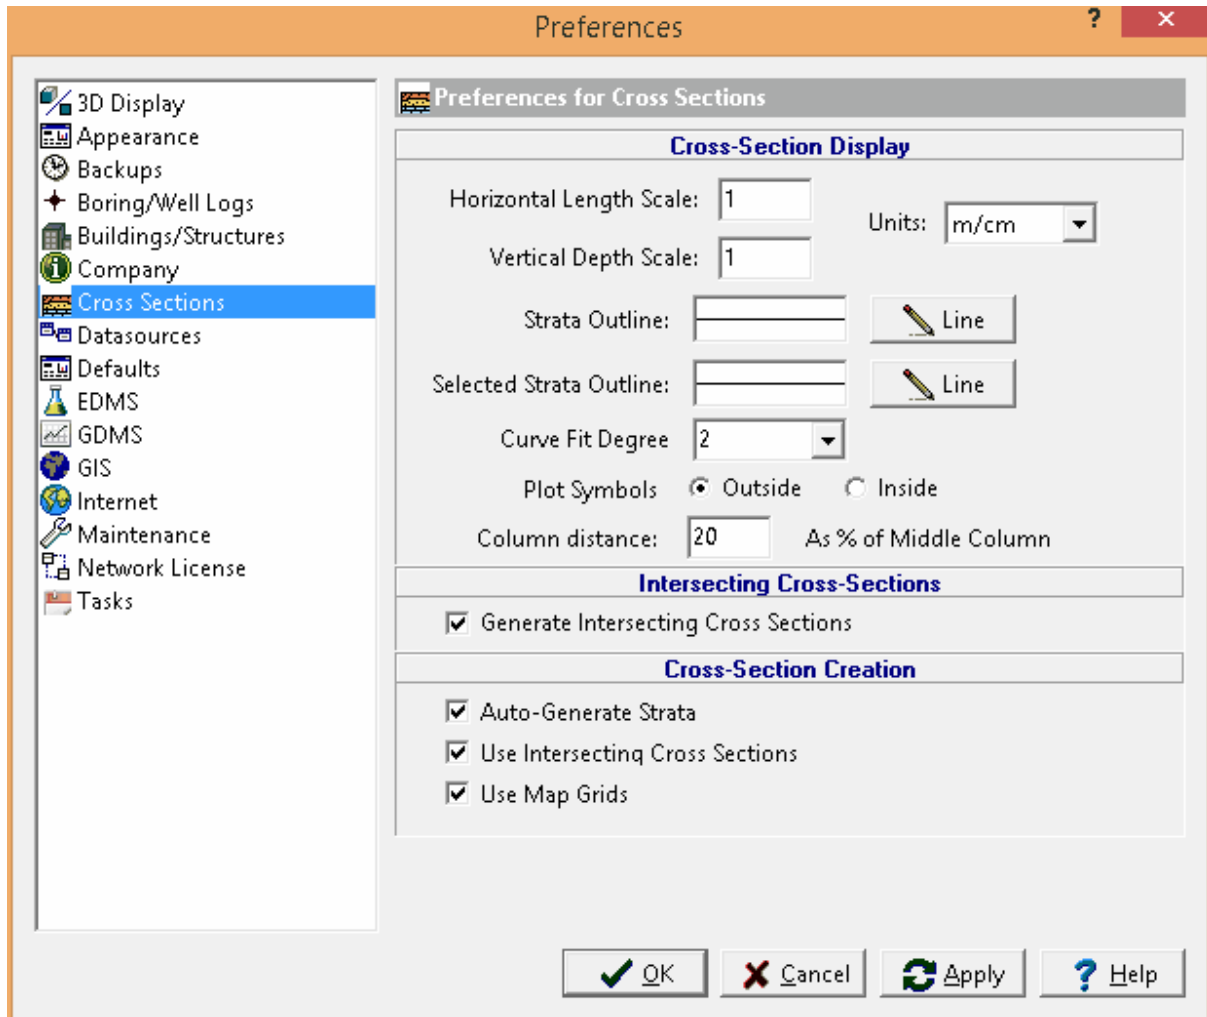 Preferences
?
3D Display
Appearance
Backups
Boring/Well Logs
Buildings/Structures
Company
Cross Sections
Datasources
Defaults
EDMS
GDMS
GIS
Internet
Maintenance
Network License
Tasks
Preferences for Cross Sections
Cross-Section Display
Horizontal Length Scale: 1
Units: m/cm
Vertical Depth Scale: 1
Strata Outline: Line
Selected Strata Outline: Line
Curve Fit Degree 2
Plot Symbols Outside Inside
Column distance: 20 As % of Middle Column
Intersecting Cross-Sections
Generate Intersecting Cross Sections
Cross-Section Creation
Auto-Generate Strata
Use Intersecting Cross Sections
Use Map Grids
OK Cancel Apply ? Help